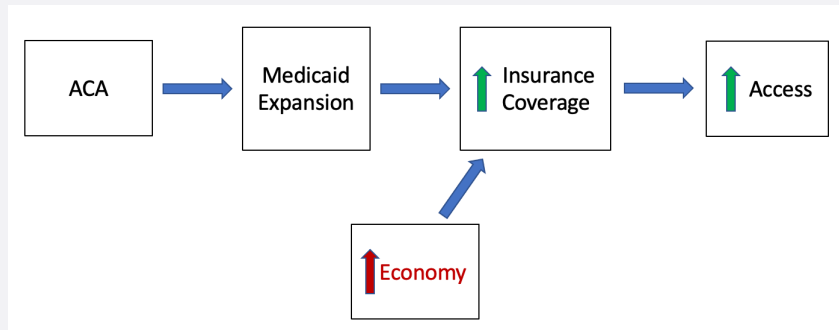 ACA
Medicaid
Expansion
Insurance
Coverage
Access
Economy